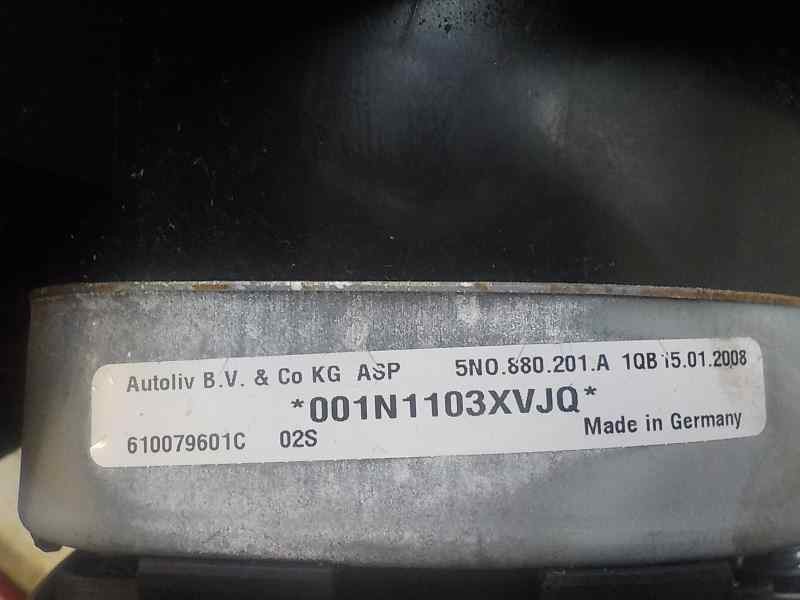 Autoliv B.V. & Co KG ASP 5N0.880.201.A 1QB 15.01.2008
*001N1103XVJQ*
610079601C 02S Made in Germany